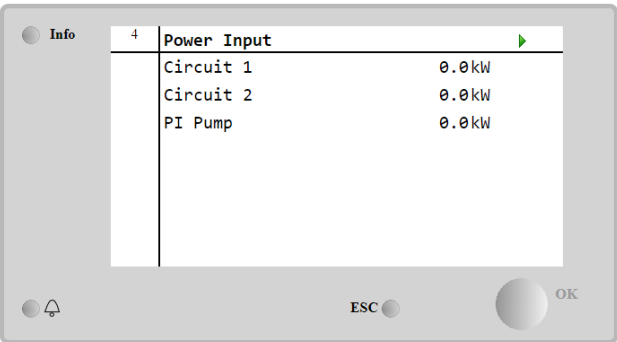 Info
4 Power Input
Circuit 1 0.0kW
Circuit 2 0.0kW
PI Pump 0.0kW
ESC
OK